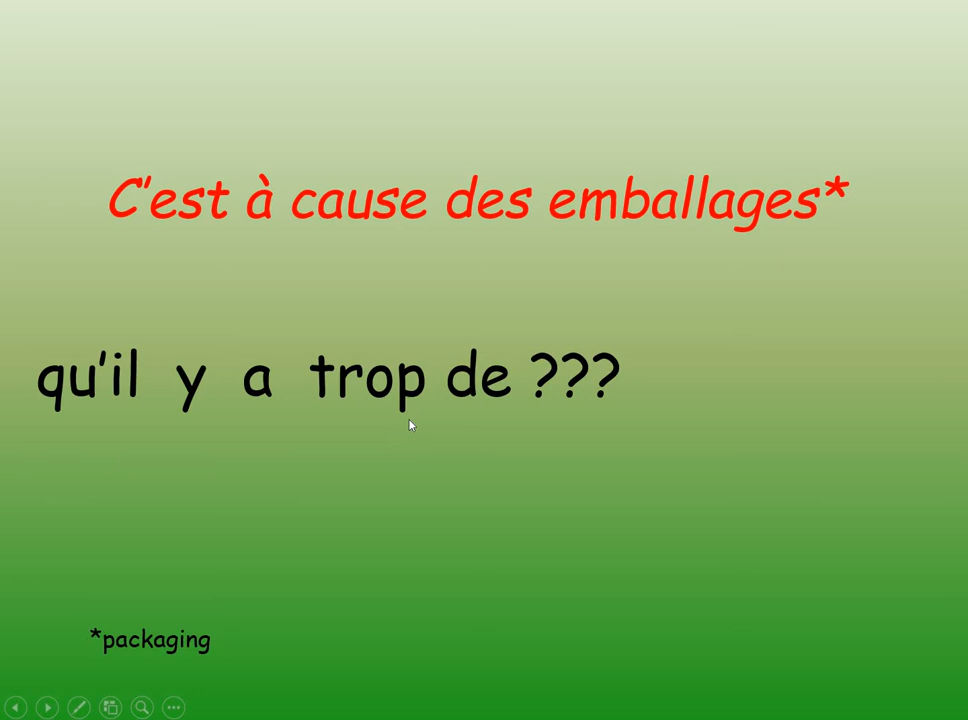 C'est à cause des emballages*
qu'il y a trop de ???
*packaging